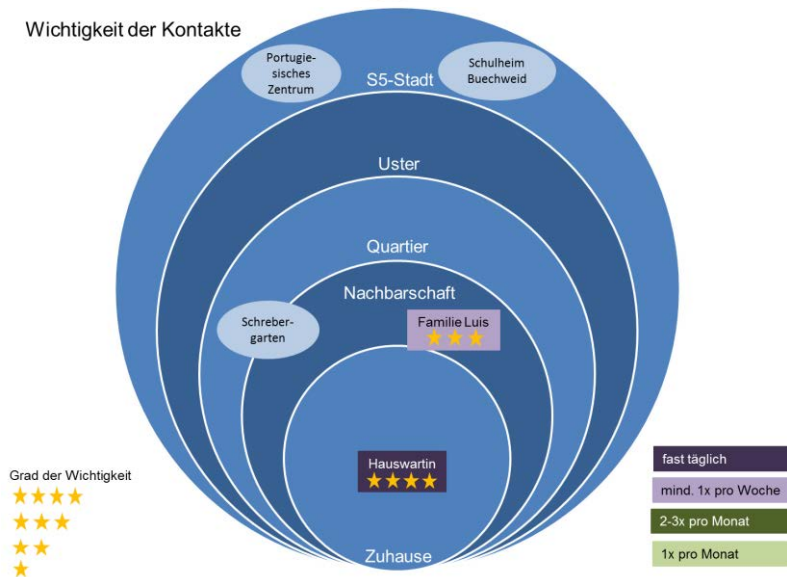 Wichtigkeit der Kontakte
Portugie-
sisches
Zentrum
Schulheim
Buechweid
S5-Stadt
Uster
Quartier
Nachbarschaft
Schreber-
garten
Familie Luis
Hauswartin
Zuhause
Grad der Wichtigkeit
fast täglich
mind. 1x pro Woche
2-3x pro Monat
1x pro Monat